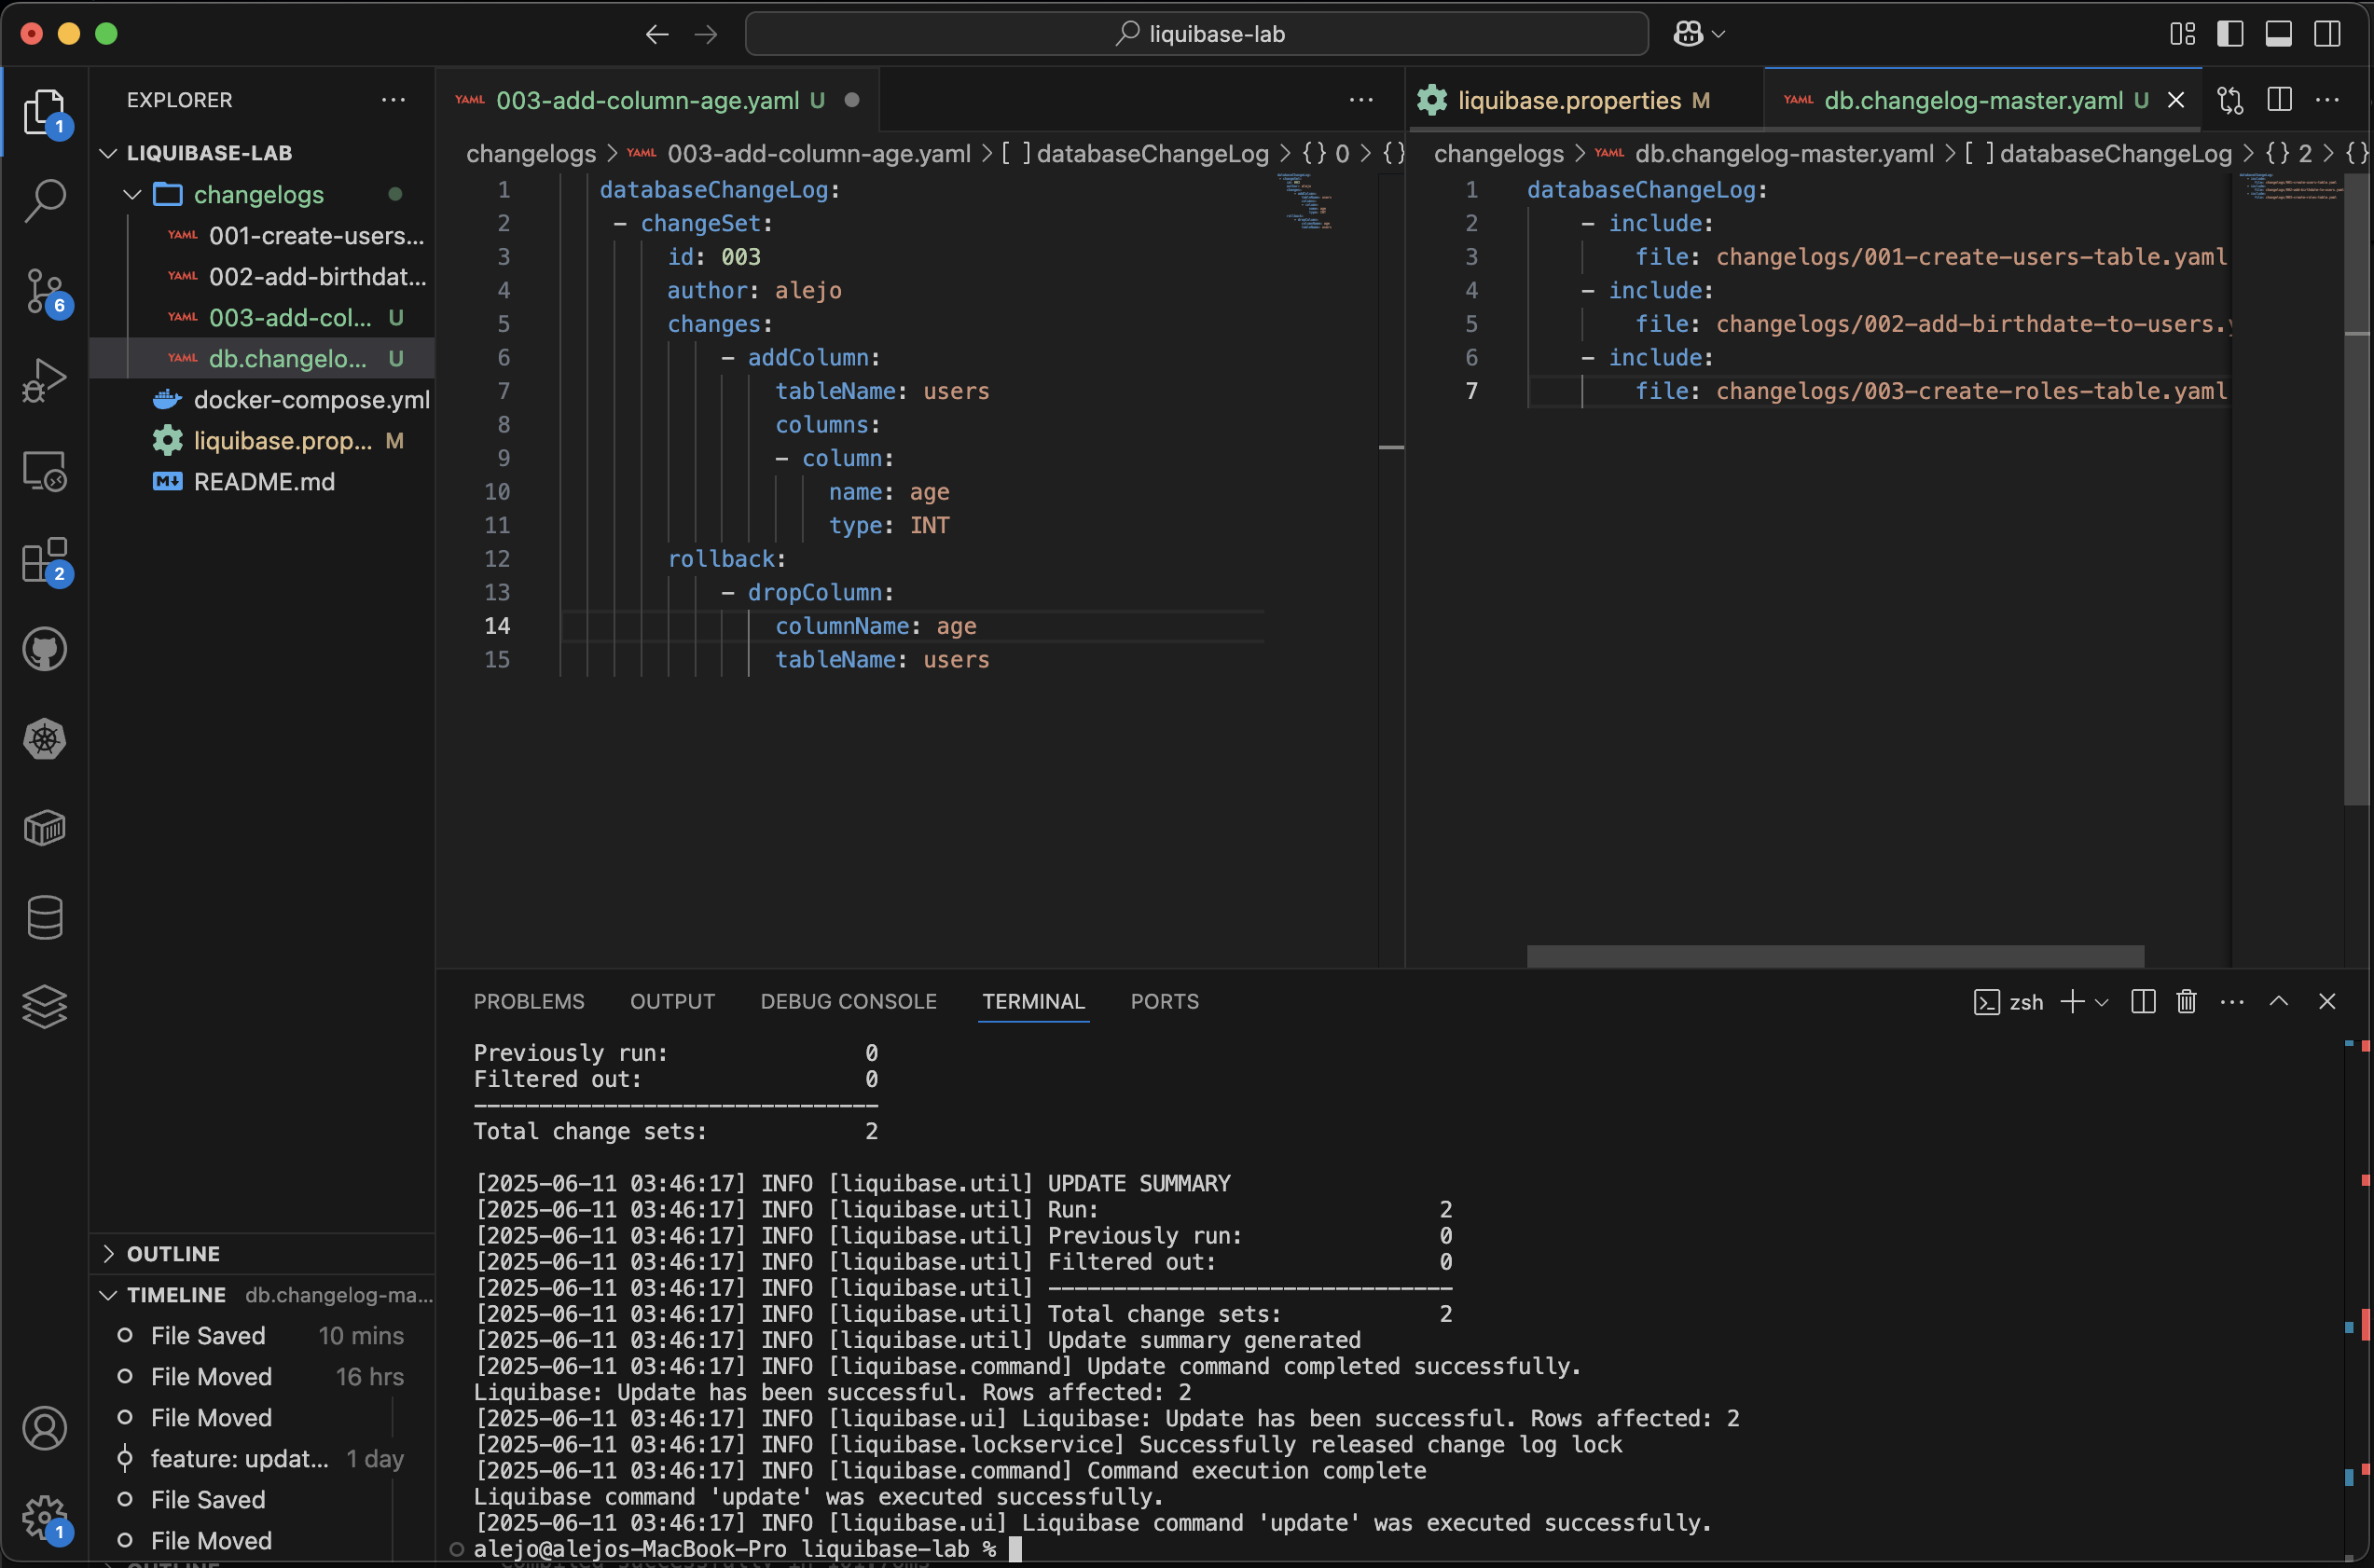 liquibase-lab
EXPLORER
LIQUIBASE-LAB
changelogs
YAML 001-create-users...
YAML 002-add-birthdat...
YAML 003-add-col... U
YAML db.changelo... U
docker-compose.yml
liquibase.prop... M
README.md
OUTLINE
TIMELINE db.changelog-ma...
File Saved 10 mins
File Moved 16 hrs
File Moved
feature: updat... 1 day
File Saved
File Moved
1
6
2
1
YAML 003-add-column-age.yaml U
changelogs > YAML 003-add-column-age.yaml > [ ] databaseChangeLog > {} 0 > {}
1 databaseChangeLog:
2 - changeSet:
3 id: 003
4 author: alejo
5 changes:
6 - addColumn:
7 tableName: users
8 columns:
9 - column:
10 name: age
11 type: INT
12 rollback:
13 - dropColumn:
14 columnName: age
15 tableName: users
liquibase.properties M
YAML db.changelog-master.yaml U
changelogs > YAML db.changelog-master.yaml > [ ] databaseChangeLog > {} 2 > {}
1 databaseChangeLog:
2 - include:
3 file: changelogs/001-create-users-table.yaml
4 - include:
5 file: changelogs/002-add-birthdate-to-users.y
6 - include:
7 file: changelogs/003-create-roles-table.yaml
PROBLEMS OUTPUT DEBUG CONSOLE TERMINAL PORTS
zsh
Previously run: 0
Filtered out: 0
-------------------------------
Total change sets: 2
[2025-06-11 03:46:17] INFO [liquibase.util] UPDATE SUMMARY
[2025-06-11 03:46:17] INFO [liquibase.util] Run: 2
[2025-06-11 03:46:17] INFO [liquibase.util] Previously run: 0
[2025-06-11 03:46:17] INFO [liquibase.util] Filtered out: 0
[2025-06-11 03:46:17] INFO [liquibase.util] -------------------------------
[2025-06-11 03:46:17] INFO [liquibase.util] Total change sets: 2
[2025-06-11 03:46:17] INFO [liquibase.util] Update summary generated
[2025-06-11 03:46:17] INFO [liquibase.command] Update command completed successfully.
Liquibase: Update has been successful. Rows affected: 2
[2025-06-11 03:46:17] INFO [liquibase.ui] Liquibase: Update has been successful. Rows affected: 2
[2025-06-11 03:46:17] INFO [liquibase.lockservice] Successfully released change log lock
[2025-06-11 03:46:17] INFO [liquibase.command] Command execution complete
Liquibase command 'update' was executed successfully.
[2025-06-11 03:46:17] INFO [liquibase.ui] Liquibase command 'update' was executed successfully.
alejo@alejos-MacBook-Pro liquibase-lab %